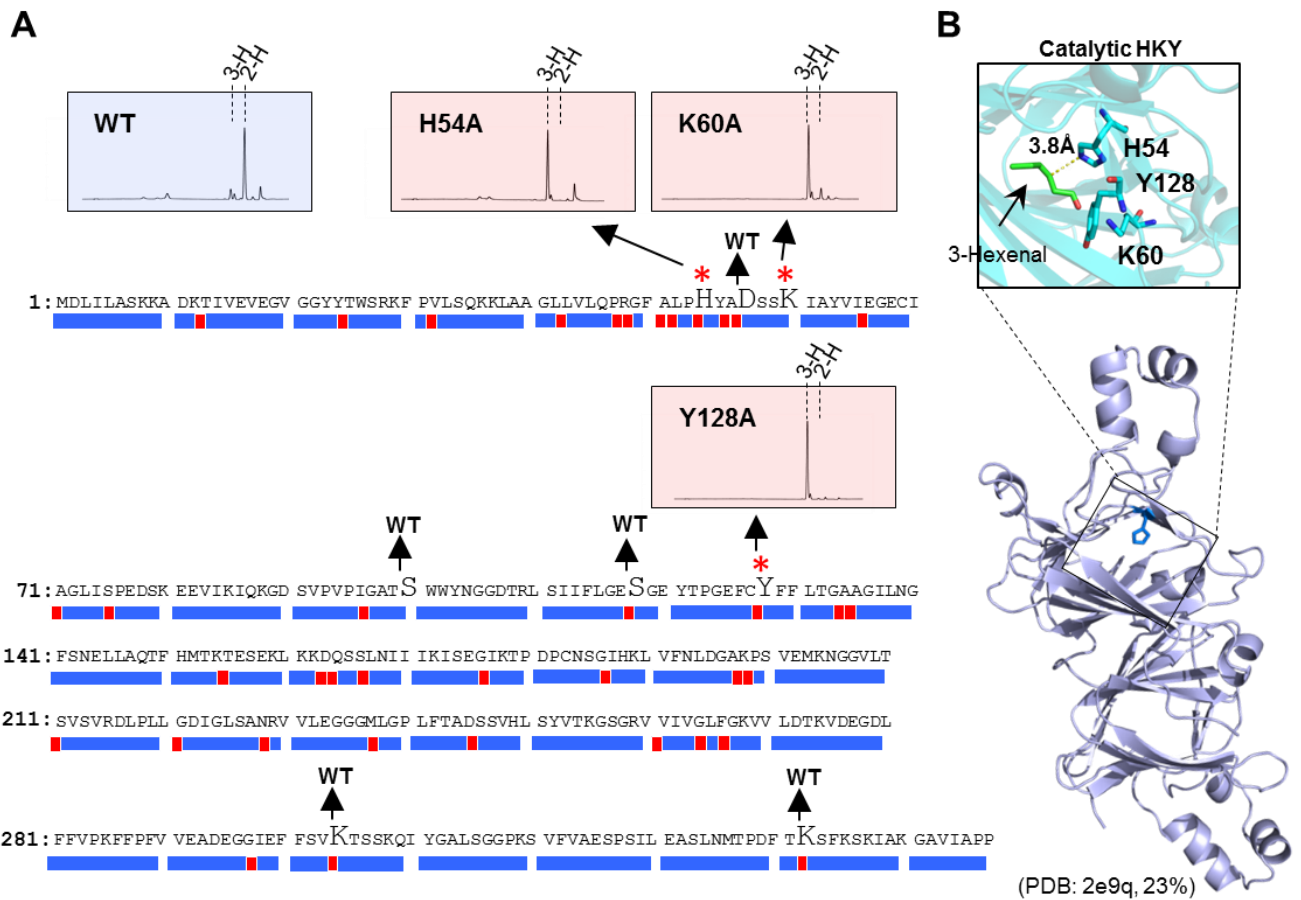 A
3-H
2-H
WT
3-H
2-H
H54A
3-H
2-H
K60A
WT
* *
1: MDLILASKKA DKTIVEVEGV GGYYTWSRKF PVLSQKKLAA GLLVLQPRGF ALPHYADSSK IAYVIEGECI
3-H
2-H
Y128A
WT
WT
*
71: AGLISPEDSK EEVIKIQKGD SVPVPIGATS WWYNGGDTRL SIIFLGESGE YTPGEFCYFF LTGAAGILNG
141: FSNELLAQTF HMTKTESEKL KKDQSSLNII IKISEGIKTP DPCNSGIHKL VFNLDGAKPS VEMKNGGVLT
211: SVSVRDLPLL GDIGLSANRV VLEGGGMLGP LFTADSSVHL SYVTKGSGRV VIVGLFGKVV LDTKVDEGDL
WT
WT
281: FFVPKFFPFV VEADEGGIEF FSVKTSSKQI YGALSGGPKS VFVAESPSIL EASLNMTPDF TKSFKSKIAK GAVIAPP
B
Catalytic HKY
3.8Å
H54
Y128
K60
3-Hexenal
(PDB: 2e9q, 23%)